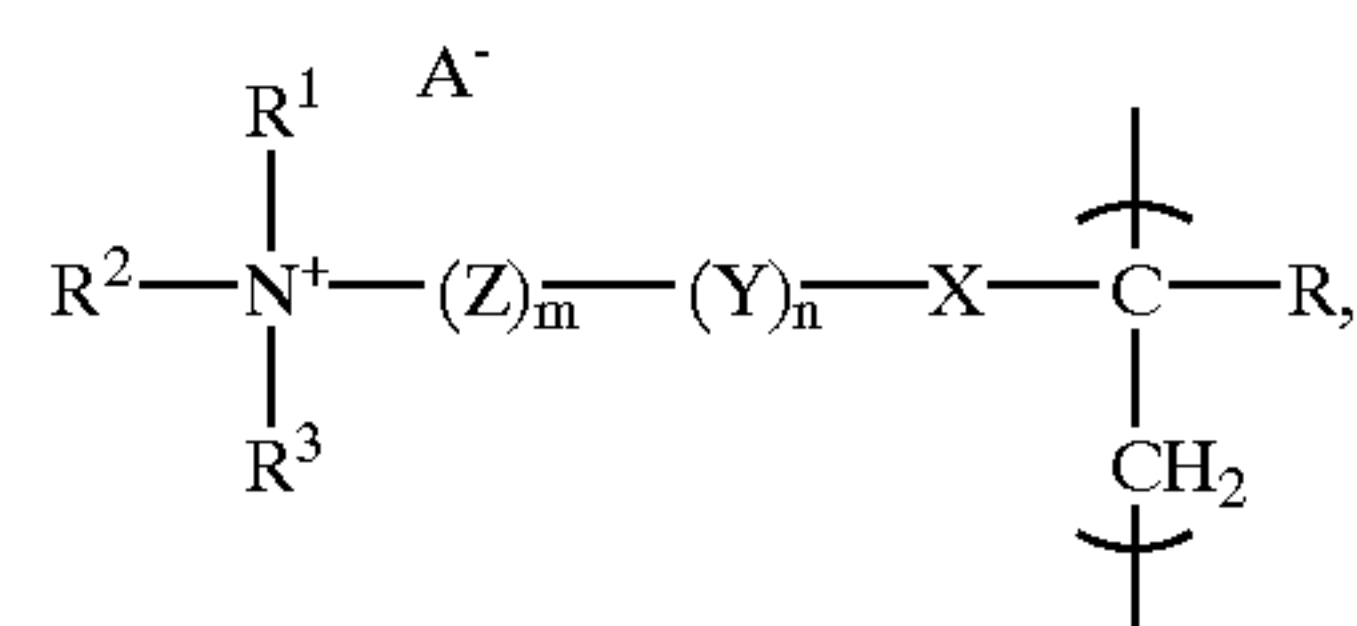 R¹ A⁻
R²—N⁺—(Z)ₘ—(Y)ₙ—X—C—R,
R³ CH₂